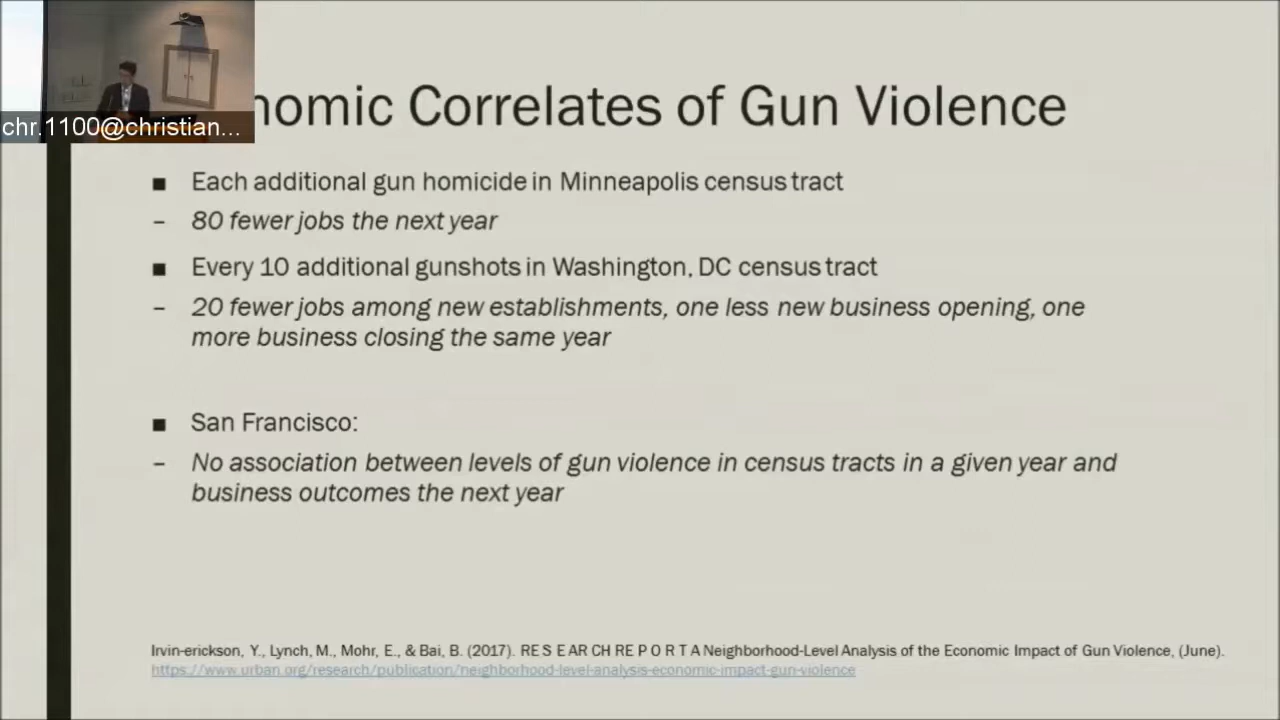 chr.1100@christian...
nomic Correlates of Gun Violence
■ Each additional gun homicide in Minneapolis census tract
– 80 fewer jobs the next year
■ Every 10 additional gunshots in Washington, DC census tract
– 20 fewer jobs among new establishments, one less new business opening, one
more business closing the same year
■ San Francisco:
– No association between levels of gun violence in census tracts in a given year and
business outcomes the next year
Irvin-erickson, Y., Lynch, M., Mohr, E., & Bai, B. (2017). R E S E AR CH R E P O R T A Neighborhood-Level Analysis of the Economic Impact of Gun Violence, (June).
https://www.urban.org/research/publication/neighborhood-level-analysis-economic-impact-gun-violence